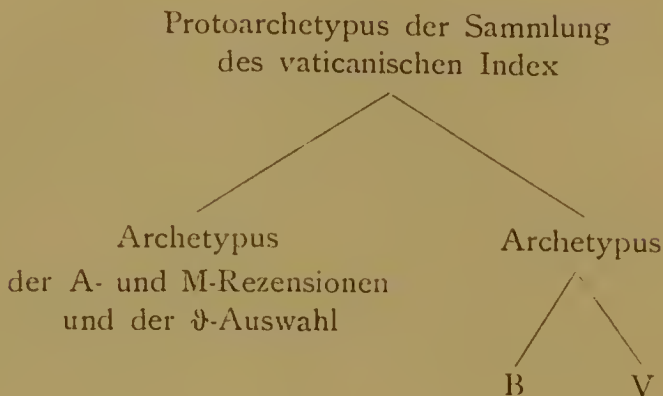 Protoarchetypus der Sammlung
des vaticanischen Index
Archetypus
der A- und M-Rezensionen
und der ϑ-Auswahl
Archetypus
B
V